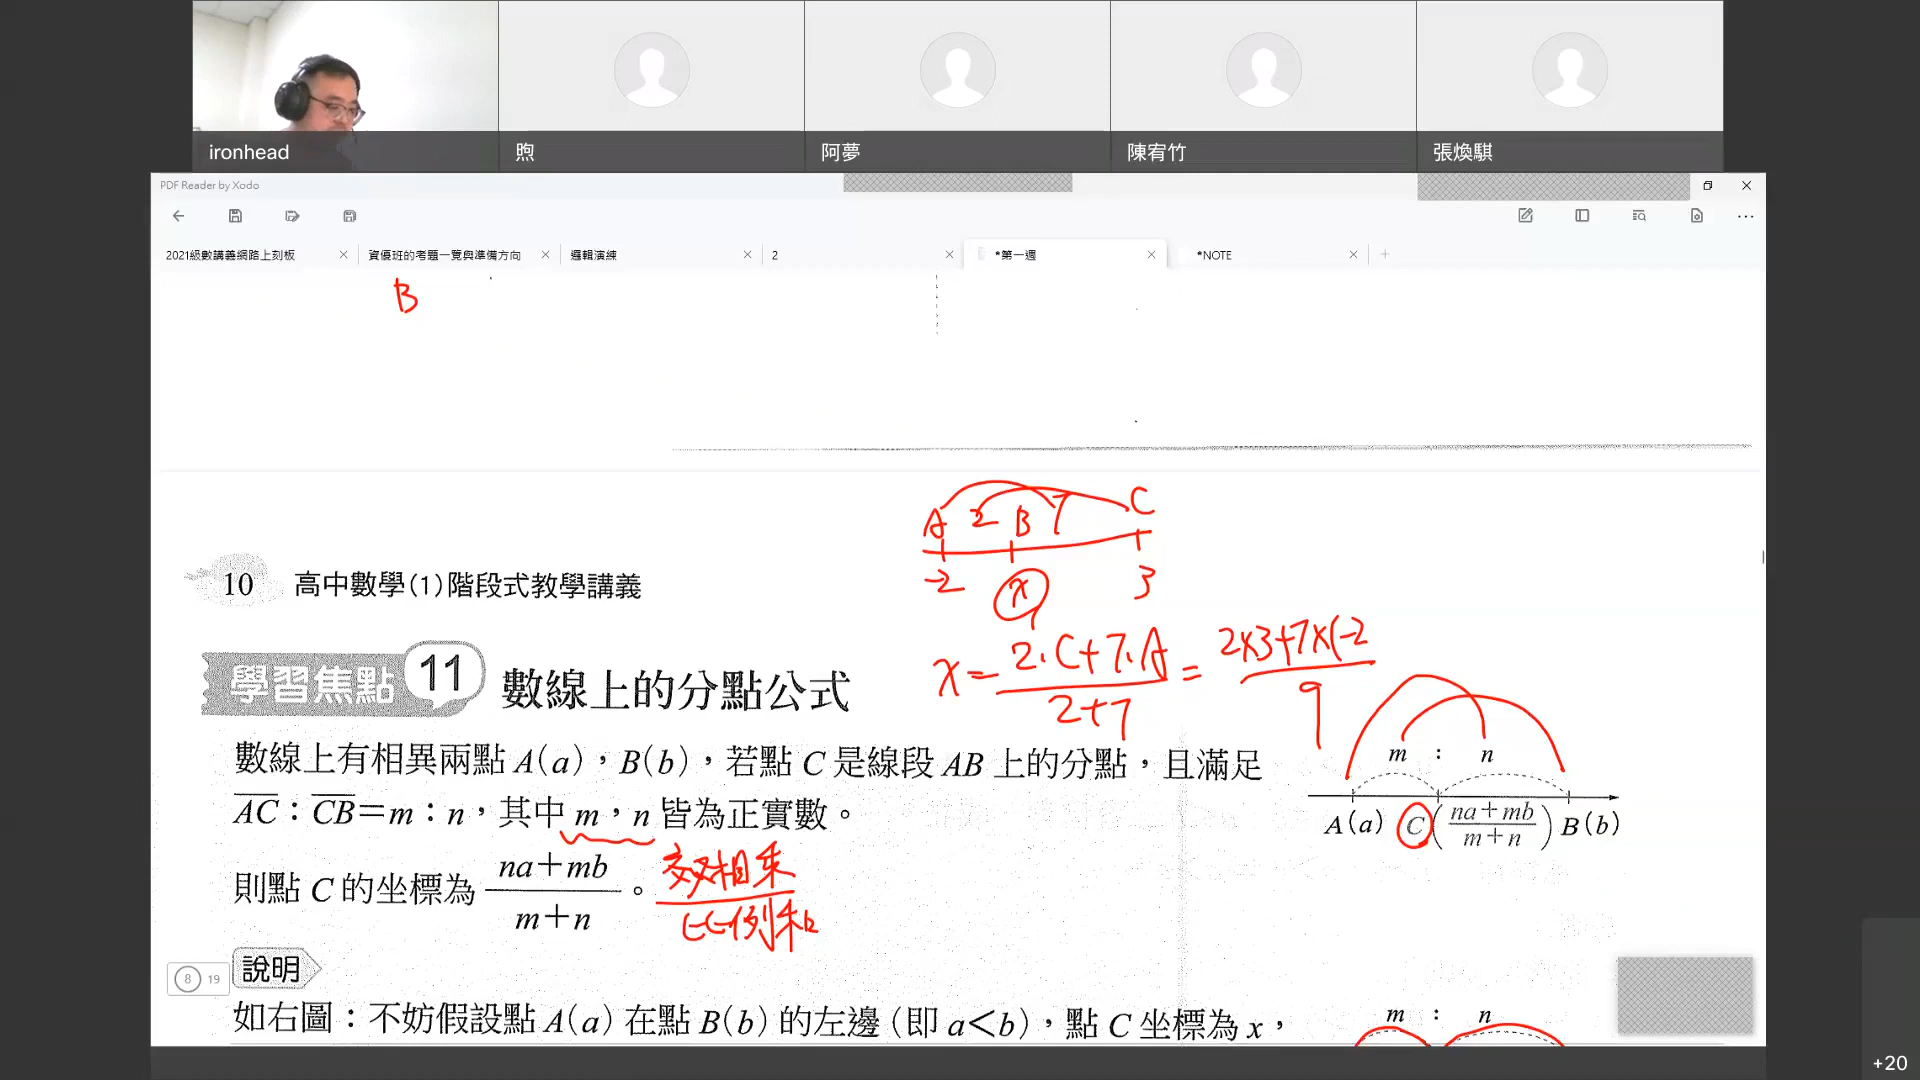 ironhead
煦
阿夢
陳宥竹
張煥騏
PDF Reader by Xodo
2021級數講義網路上刻板
資優班的考題一覽與準備方向
邏輯演練
2
*第一週
*NOTE
B
A 2 B 7 C
-2 x 3
10 高中數學(1)階段式教學講義
x = 2·C+7·A / 2+7 = 2×3+7×(-2 / 9
學習焦點 11 數線上的分點公式
數線上有相異兩點 A(a),B(b),若點 C 是線段 AB 上的分點,且滿足
AC:CB=m:n,其中 m,n 皆為正實數。
則點 C 的坐標為 na+mb / m+n 。
交叉相乘
比例和
m : n
A(a) C( na+mb / m+n ) B(b)
8 19
說明
如右圖:不妨假設點 A(a) 在點 B(b) 的左邊(即 a<b),點 C 坐標為 x,
m : n
+20